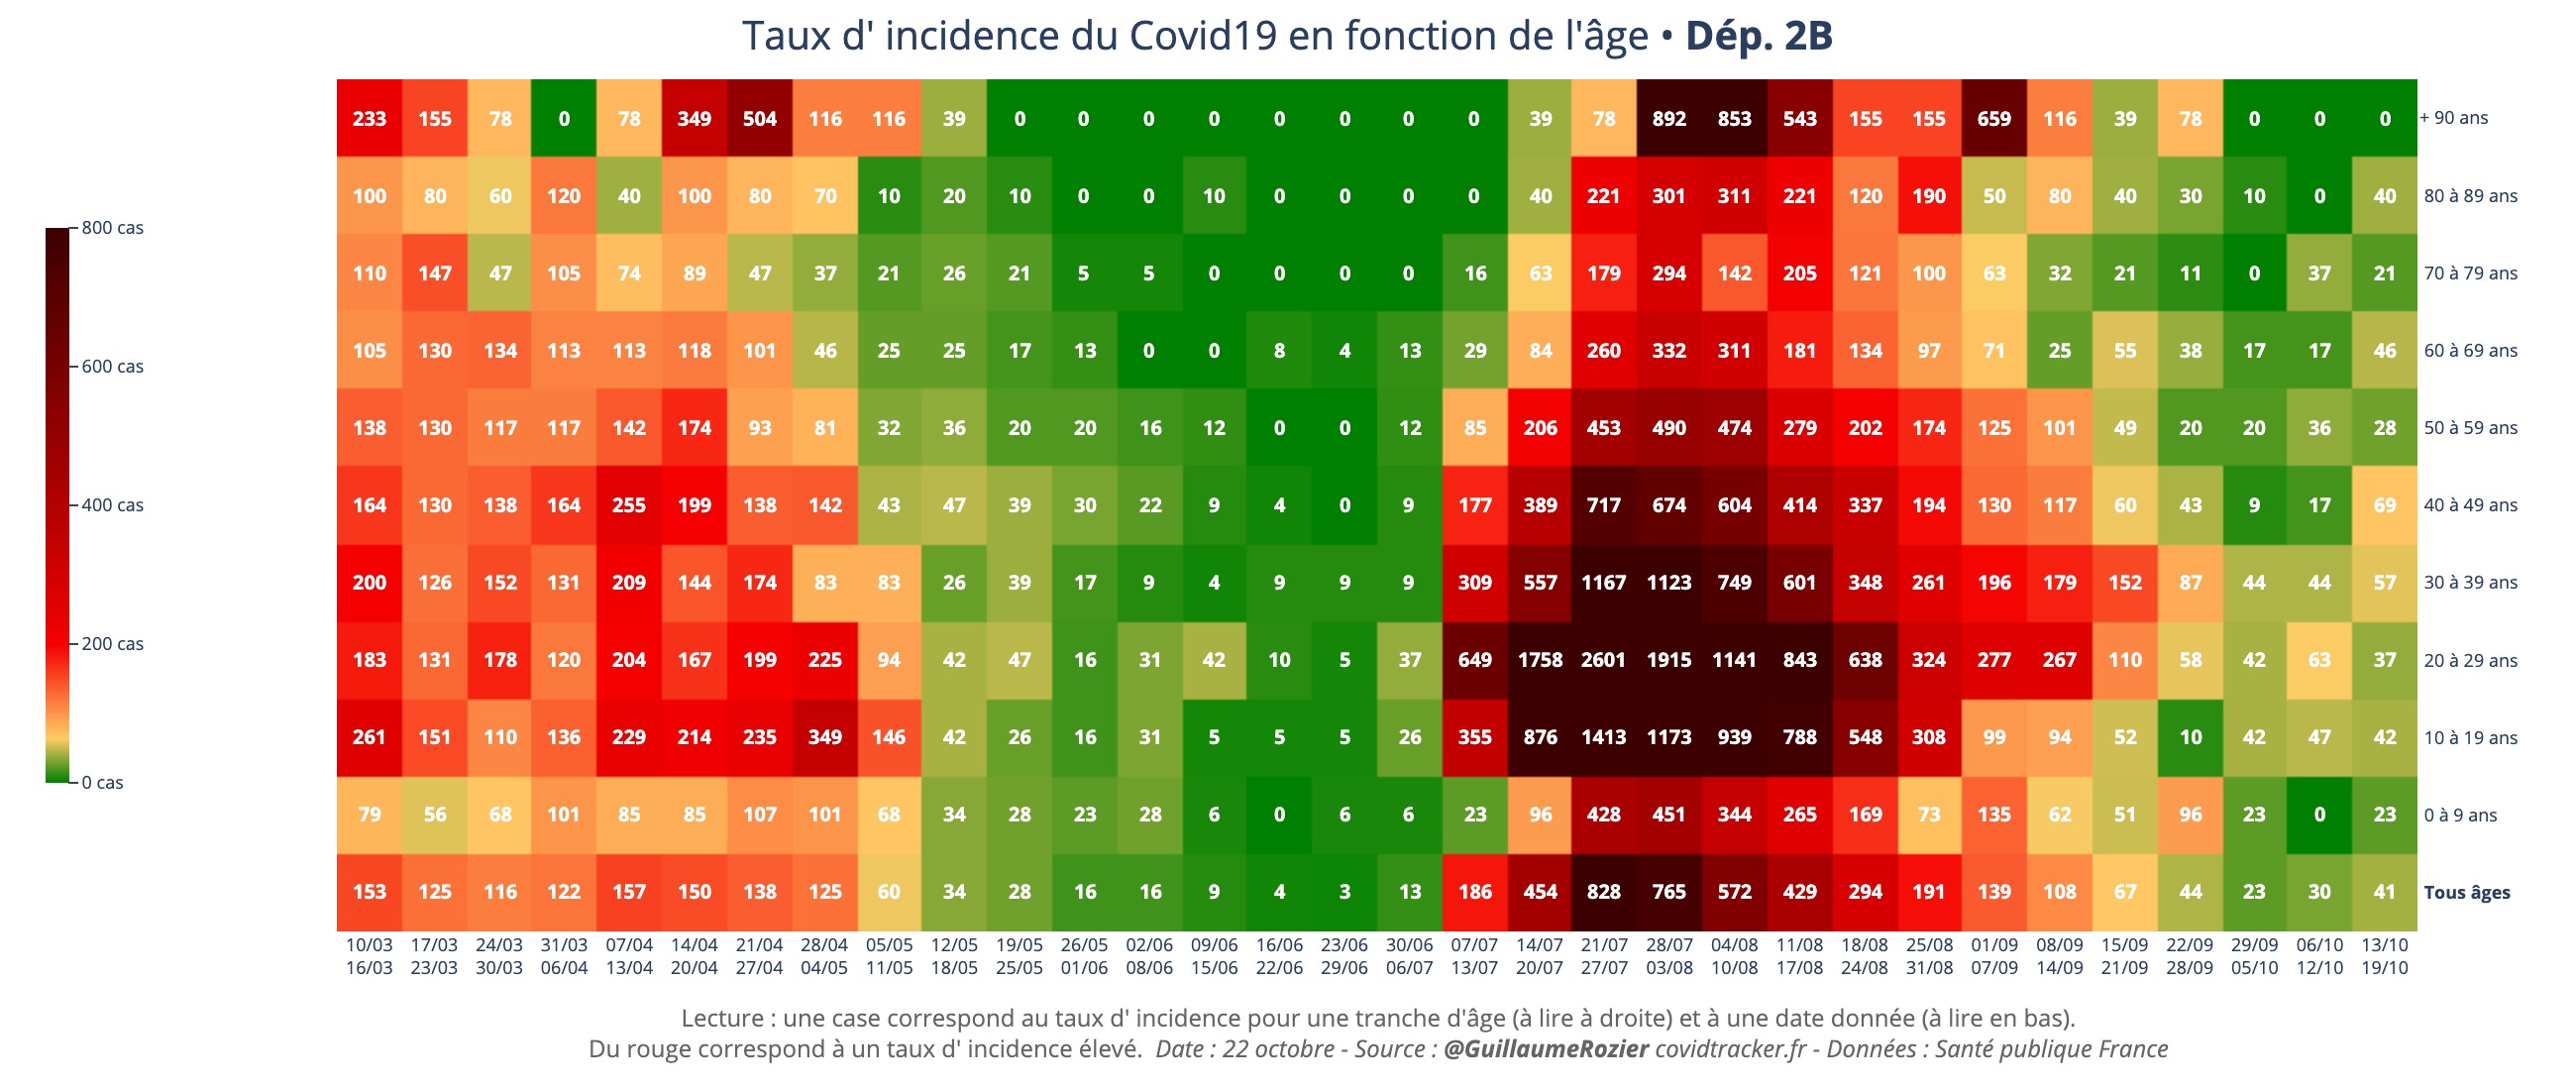 Taux d' incidence du Covid19 en fonction de l'âge • Dép. 2B
800 cas
600 cas
400 cas
200 cas
0 cas
233 155 78 0 78 349 504 116 116 39 0 0 0 0 0 0 0 0 39 78 892 853 543 155 155 659 116 39 78 0 0 0 + 90 ans
100 80 60 120 40 100 80 70 10 20 10 0 0 10 0 0 0 0 40 221 301 311 221 120 190 50 80 40 30 10 0 40 80 à 89 ans
110 147 47 105 74 89 47 37 21 26 21 5 5 0 0 0 0 16 63 179 294 142 205 121 100 63 32 21 11 0 37 21 70 à 79 ans
105 130 134 113 113 118 101 46 25 25 17 13 0 0 8 4 13 29 84 260 332 311 181 134 97 71 25 55 38 17 17 46 60 à 69 ans
138 130 117 117 142 174 93 81 32 36 20 20 16 12 0 0 12 85 206 453 490 474 279 202 174 125 101 49 20 20 36 28 50 à 59 ans
164 130 138 164 255 199 138 142 43 47 39 30 22 9 4 0 9 177 389 717 674 604 414 337 194 130 117 60 43 9 17 69 40 à 49 ans
200 126 152 131 209 144 174 83 83 26 39 17 9 4 9 9 9 309 557 1167 1123 749 601 348 261 196 179 152 87 44 44 57 30 à 39 ans
183 131 178 120 204 167 199 225 94 42 47 16 31 42 10 5 37 649 1758 2601 1915 1141 843 638 324 277 267 110 58 42 63 37 20 à 29 ans
261 151 110 136 229 214 235 349 146 42 26 16 31 5 5 5 26 355 876 1413 1173 939 788 548 308 99 94 52 10 42 47 42 10 à 19 ans
79 56 68 101 85 85 107 101 68 34 28 23 28 6 0 6 6 23 96 428 451 344 265 169 73 135 62 51 96 23 0 23 0 à 9 ans
153 125 116 122 157 150 138 125 60 34 28 16 16 9 4 3 13 186 454 828 765 572 429 294 191 139 108 67 44 23 30 41 Tous âges
10/03 17/03 24/03 31/03 07/04 14/04 21/04 28/04 05/05 12/05 19/05 26/05 02/06 09/06 16/06 23/06 30/06 07/07 14/07 21/07 28/07 04/08 11/08 18/08 25/08 01/09 08/09 15/09 22/09 29/09 06/10 13/10
16/03 23/03 30/03 06/04 13/04 20/04 27/04 04/05 11/05 18/05 25/05 01/06 08/06 15/06 22/06 29/06 06/07 13/07 20/07 27/07 03/08 10/08 17/08 24/08 31/08 07/09 14/09 21/09 28/09 05/10 12/10 19/10
Lecture : une case correspond au taux d' incidence pour une tranche d'âge (à lire à droite) et à une date donnée (à lire en bas).
Du rouge correspond à un taux d' incidence élevé. Date : 22 octobre - Source : @GuillaumeRozier covidtracker.fr - Données : Santé publique France